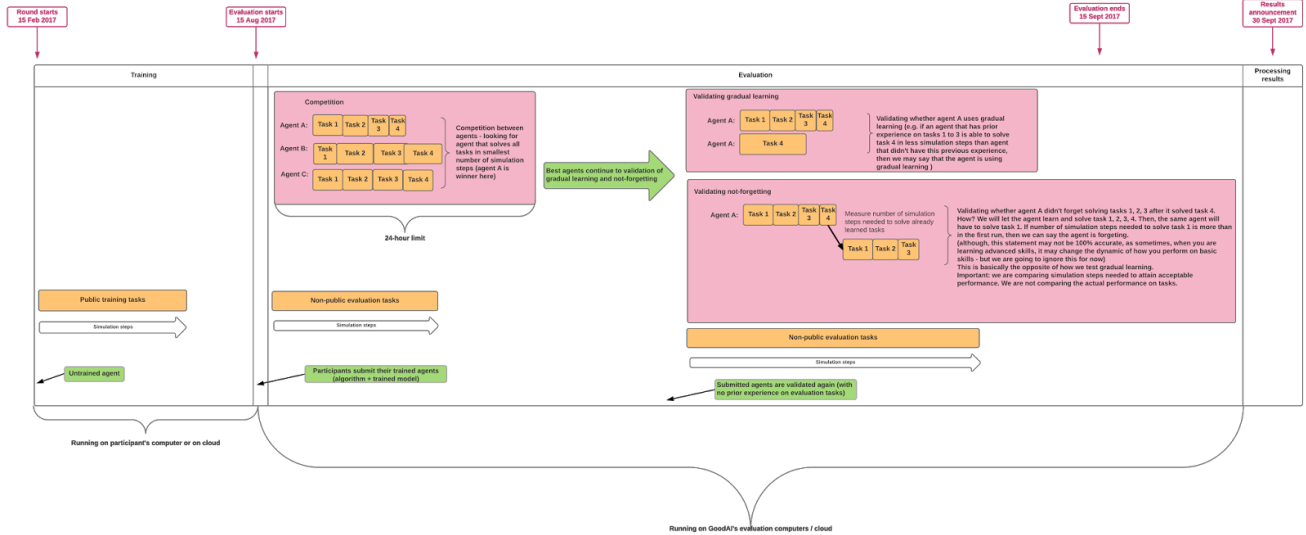 Round starts
15 Feb 2017
Evaluation starts
15 Aug 2017
Evaluation ends
15 Sept 2017
Results
announcement
30 Sept 2017
Training
Evaluation
Processing
results
Competition
Agent A:
Task 1
Task 2
Task
3
Task
4
Agent B:
Task
1
Task 2
Task 3
Task 4
Agent C:
Task 1
Task 2
Task 3
Task 4
Competition between
agents - looking for
agent that solves all
tasks in smallest
number of simulation
steps (agent A is
winner here)
24-hour limit
Best agents continue to validation of
gradual learning and not-forgetting
Validating gradual learning
Agent A:
Task 1
Task 2
Task
3
Task
4
Agent A:
Task 4
Validating whether agent A uses gradual
learning (e.g. if an agent that has prior
experience on tasks 1 to 3 is able to solve
task 4 in less simulation steps than agent
that didn't have this previous experience,
then we may say that the agent is using
gradual learning )
Validating not-forgetting
Agent A:
Task 1
Task 2
Task
3
Task
4
Measure number of simulation
steps needed to solve already
learned tasks
Task 1
Task 2
Task
3
Validating whether agent A didn't forget solving tasks 1, 2, 3 after it solved task 4.
How? We will let the agent learn and solve task 1, 2, 3, 4. Then, the same agent will
have to solve task 1. If number of simulation steps needed to solve task 1 is more than
in the first run, then we can say the agent is forgeting.
(although, this statement may not be 100% accurate, as sometimes, when you are
learning advanced skills, it may change the dynamic of how you perform on basic
skills - but we are going to ignore this for now)
This is basically the opposite of how we test gradual learning.
Important: we are comparing simulation steps needed to attain acceptable
performance. We are not comparing the actual performance on tasks.
Public training tasks
Simulation steps
Non-public evaluation tasks
Simulation steps
Non-public evaluation tasks
Simulation steps
Untrained agent
Participants submit their trained agents
(algorithm + trained model)
Submitted agents are validated again (with
no prior experience on evaluation tasks)
Running on participant's computer or on cloud
Running on GoodAI's evaluation computers / cloud